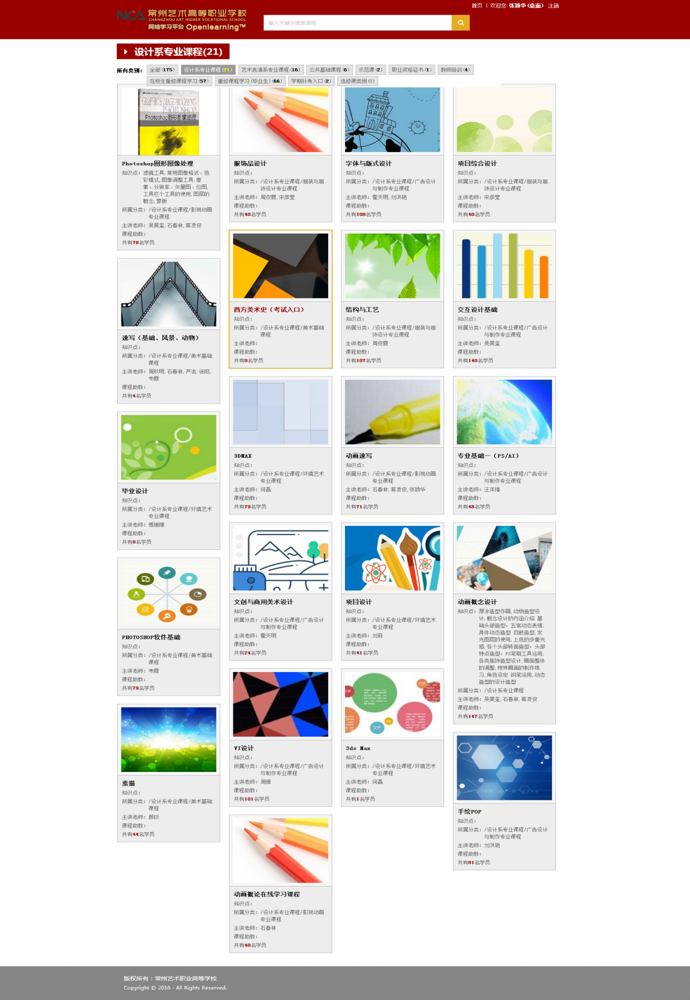 首页 | 欢迎您·张颖华(桌面) 注销
NCA 常州艺术高等职业学校
CHANGZHOU ART HIGHER VOCATIONAL SCHOOL
网络学习平台 Openlearning™
输入关键字搜索课程
设计系专业课程(21)
所有类别: 全部(175) 设计系专业课程(21) 艺术表演系专业课程(16) 公共基础课程(6) 示范课(2) 职业资格证书(1) 教师培训(4)
在校生重修课程学习(57) 重修课程学习(毕业生)(66) 学期补考入口(2) 选修课类别(0)
GRAPHIC & IMAGE PROCESSING
PHOTOSHOP
Photoshop图形图像处理
Photoshop图形图像处理
知识点: 滤镜工具,常用图像格式、色
彩模式,图像调整工具,像
素、分辨率、矢量图、位图,
工具栏个工具的使用,图层的
概念,蒙版
所属分类: /设计系专业课程/影视动画
专业课程
主讲老师: 吴昊玺,石春林,蒋凌俊
课程助教:
共有78名学员
速写（基础、风景、动物）
知识点:
所属分类: /设计系专业课程/美术基础
课程
主讲老师: 周秋明,石春林,严洁,徐阳,
韦霞
课程助教:
共有4名学员
毕业设计
知识点:
所属分类: /设计系专业课程/环境艺术
专业课程
主讲老师: 傅媛媛
课程助教:
共有0名学员
PHOTOSHOP软件基础
知识点:
所属分类: /设计系专业课程/美术基础
课程
主讲老师: 韦霞
课程助教:
共有79名学员
素描
知识点:
所属分类: /设计系专业课程/美术基础
课程
主讲老师: 颜琰
课程助教:
共有44名学员
服饰品设计
知识点:
所属分类: /设计系专业课程/服装与服
饰设计专业课程
主讲老师: 周俊霞,宋彦莹
课程助教:
共有40名学员
西方美术史（考试入口）
知识点:
所属分类: /设计系专业课程/美术基础
课程
主讲老师:
课程助教:
共有0名学员
3DMAX
知识点:
所属分类: /设计系专业课程/环境艺术
专业课程
主讲老师: 何磊
课程助教:
共有79名学员
文创与商用美术设计
知识点:
所属分类: /设计系专业课程/广告设计
与制作专业课程
主讲老师: 霍天明
课程助教:
共有24名学员
VI设计
知识点:
所属分类: /设计系专业课程/广告设计
与制作专业课程
主讲老师: 周婧
课程助教:
共有101名学员
动画概论在线学习课程
知识点:
所属分类: /设计系专业课程/影视动画
专业课程
主讲老师: 石春林
课程助教:
共有40名学员
字体与版式设计
知识点:
所属分类: /设计系专业课程/广告设计
与制作专业课程
主讲老师: 霍天明,刘洪艳
课程助教:
共有108名学员
结构与工艺
知识点:
所属分类: /设计系专业课程/服装与服
饰设计专业课程
主讲老师: 周俊霞
课程助教:
共有107名学员
动画速写
知识点:
所属分类: /设计系专业课程/影视动画
专业课程
主讲老师: 石春林,蒋凌俊,张颖华
课程助教:
共有71名学员
项目设计
知识点:
所属分类: /设计系专业课程/环境艺术
专业课程
主讲老师: 刘莉
课程助教:
共有41名学员
文字
文字
3ds Max
知识点:
所属分类: /设计系专业课程/环境艺术
专业课程
主讲老师: 何磊
课程助教:
共有1名学员
项目综合设计
知识点:
所属分类: /设计系专业课程/服装与服
饰设计专业课程
主讲老师: 宋彦莹
课程助教:
共有40名学员
交互设计基础
知识点:
所属分类: /设计系专业课程/广告设计
与制作专业课程
主讲老师: 吴昊玺
课程助教:
共有140名学员
专业基础一（PS/AI）
知识点:
所属分类: /设计系专业课程/广告设计
与制作专业课程
主讲老师: 汪洋璠
课程助教:
共有48名学员
动画概念设计
知识点: 厚涂造型作画,动物造型设
计,概念设计的内涵介绍 基
础头部造型，五官动态表情,
身体动态造型 四肢造型,发
光图层的使用,上色的多重光
感,各个头部转面造型，头部
特点造型，PS笔刷工具运用,
各类服饰造型设计,画面整体
的调整,特殊画面的制作练
习,角色设定 钢笔运用,动态
造型的设计造型
所属分类: /设计系专业课程
主讲老师: 吴昊玺,石春林,蒋凌俊
课程助教:
共有147名学员
手绘POP
知识点:
所属分类: /设计系专业课程/广告设计
与制作专业课程
主讲老师: 刘洪艳
课程助教:
共有81名学员
版权所有：常州艺术职业高等学校
Copyright © 2016 - All Rights Reserved.